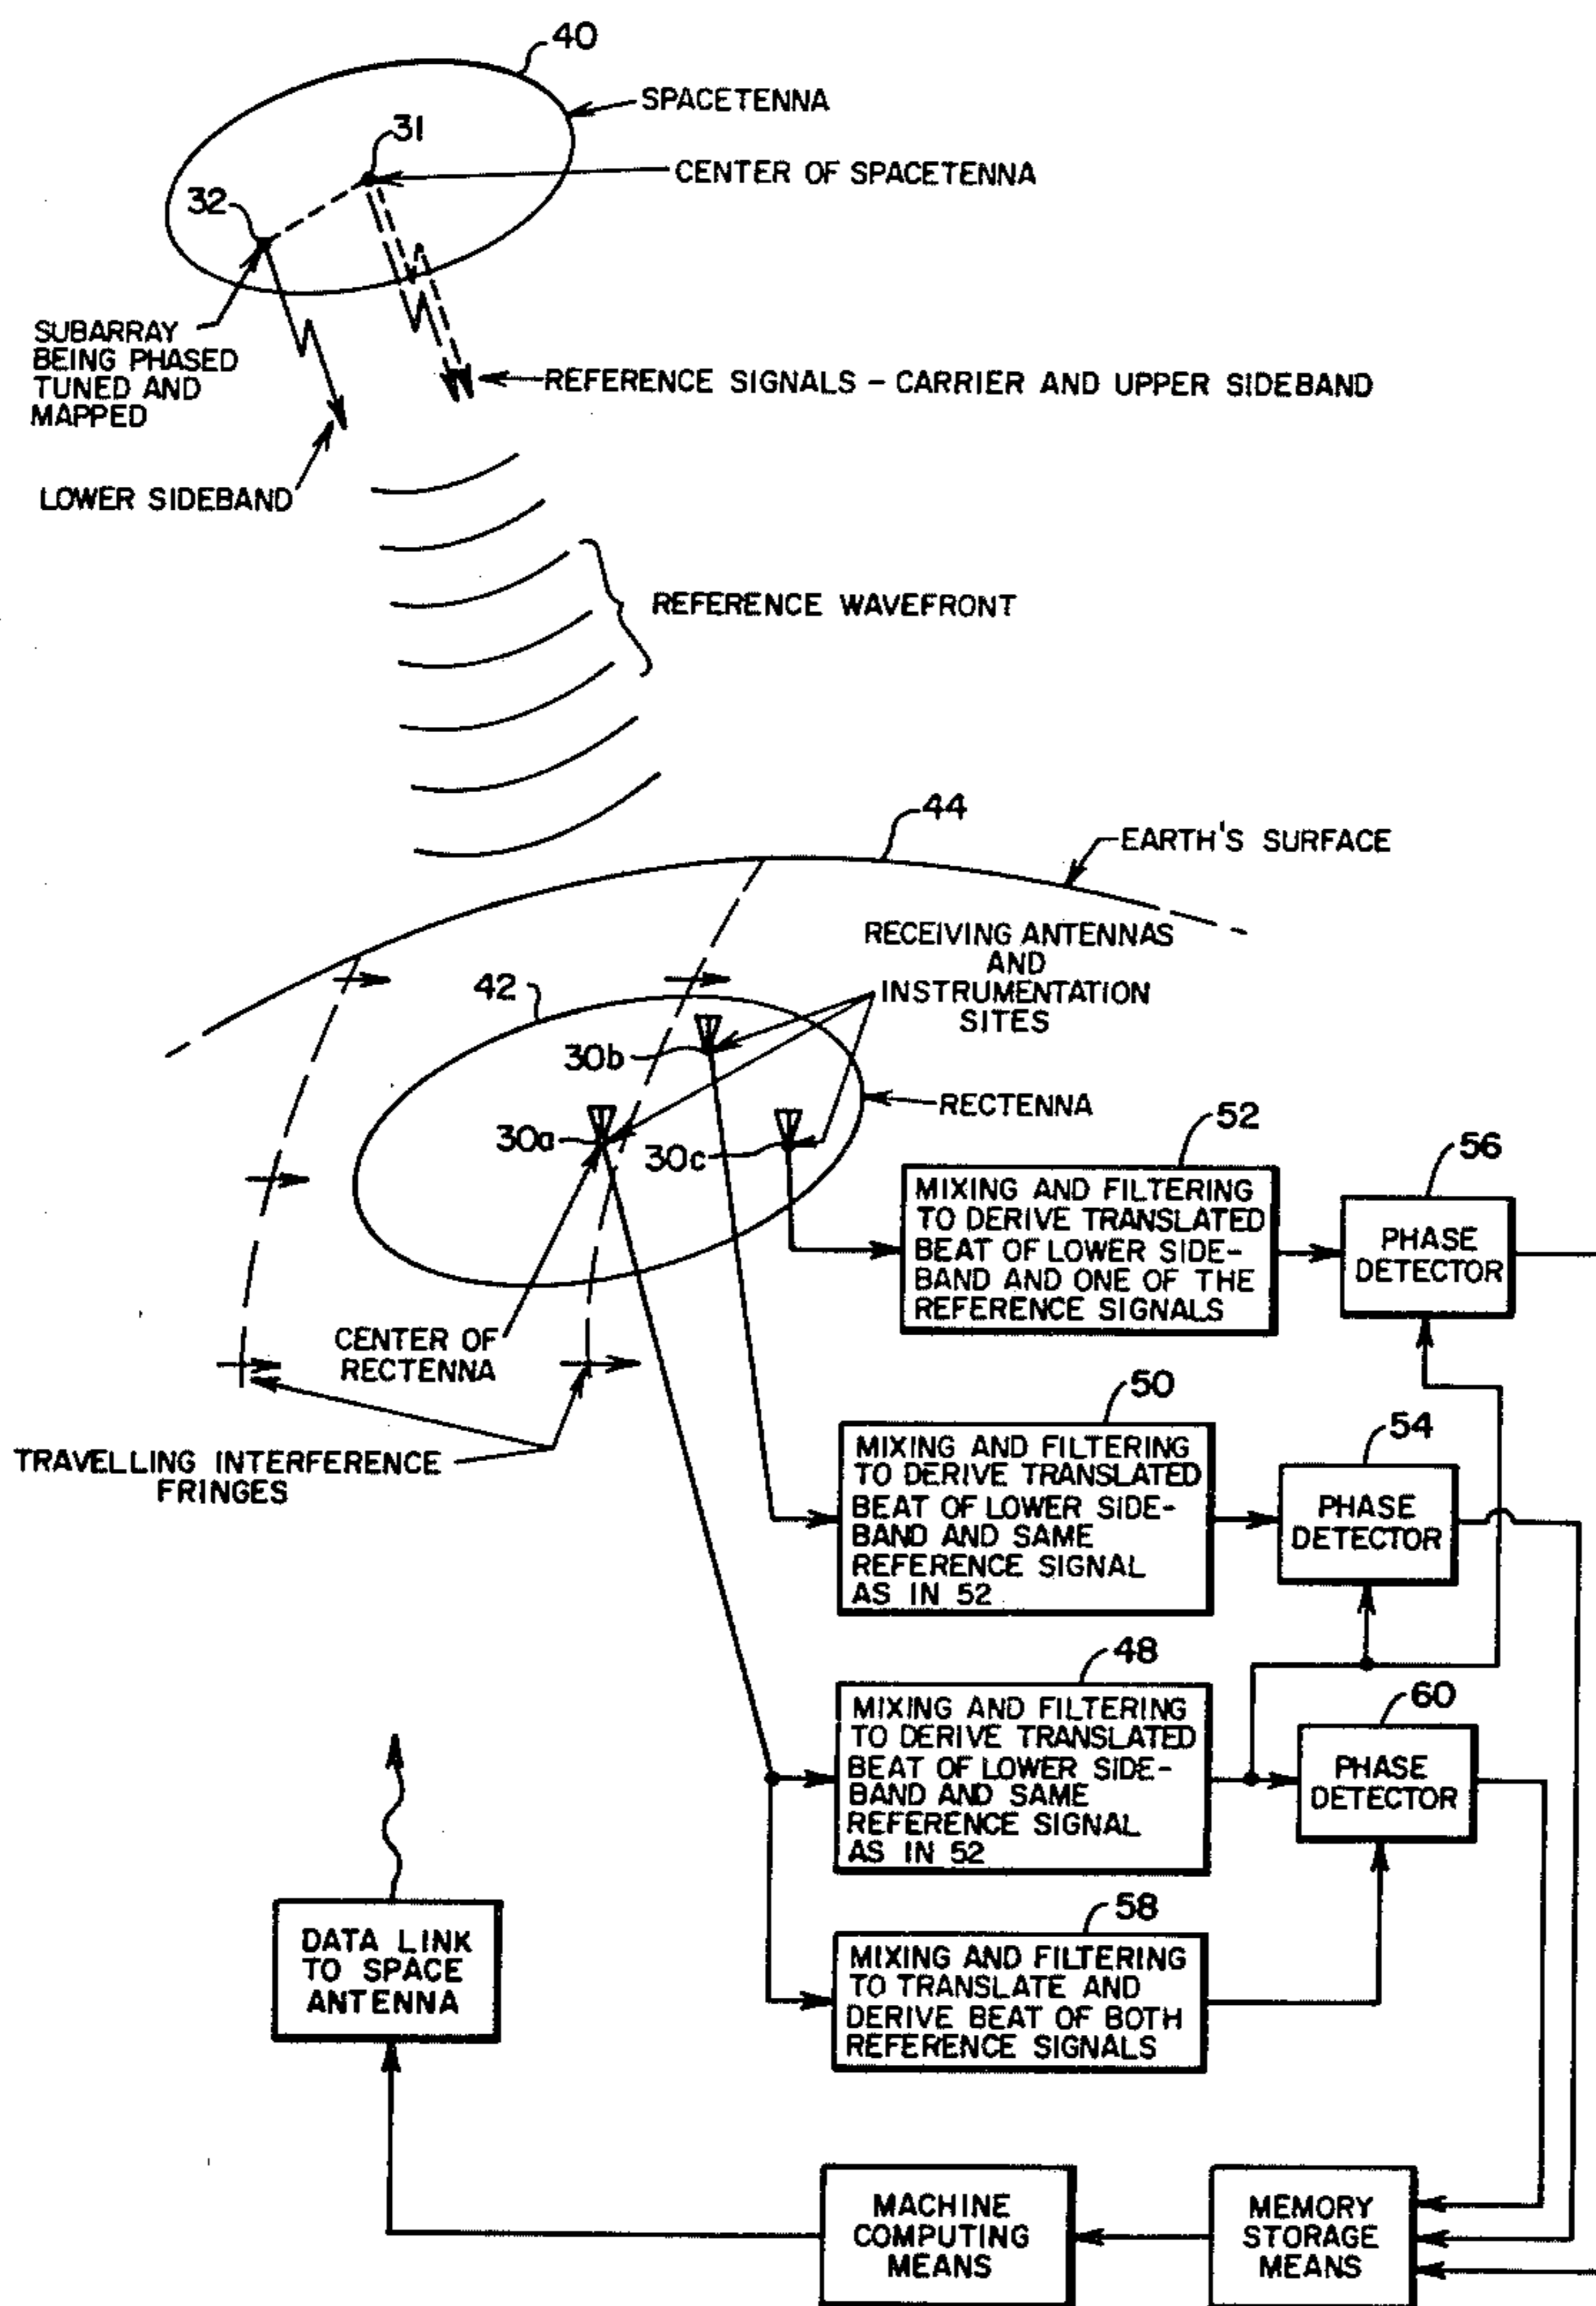 40
SPACETENNA
31
CENTER OF SPACETENNA
32
SUBARRAY
BEING PHASED
TUNED AND
MAPPED
REFERENCE SIGNALS - CARRIER AND UPPER SIDEBAND
LOWER SIDEBAND
REFERENCE WAVEFRONT
44
EARTH'S SURFACE
RECEIVING ANTENNAS
AND
INSTRUMENTATION
SITES
42
30b
RECTENNA
30a
30c
52
MIXING AND FILTERING
TO DERIVE TRANSLATED
BEAT OF LOWER SIDE-
BAND AND ONE OF THE
REFERENCE SIGNALS
56
PHASE
DETECTOR
CENTER OF
RECTENNA
TRAVELLING INTERFERENCE
FRINGES
50
MIXING AND FILTERING
TO DERIVE TRANSLATED
BEAT OF LOWER SIDE-
BAND AND SAME
REFERENCE SIGNAL
AS IN 52
54
PHASE
DETECTOR
48
MIXING AND FILTERING
TO DERIVE TRANSLATED
BEAT OF LOWER SIDE-
BAND AND SAME
REFERENCE SIGNAL
AS IN 52
60
PHASE
DETECTOR
58
MIXING AND FILTERING
TO TRANSLATE AND
DERIVE BEAT OF BOTH
REFERENCE SIGNALS
DATA LINK
TO SPACE
ANTENNA
MACHINE
COMPUTING
MEANS
MEMORY
STORAGE
MEANS